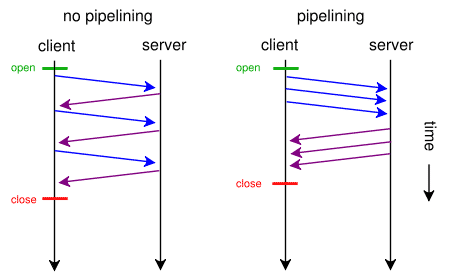 no pipelining
pipelining
client
server
client
server
open
open
time
close
close